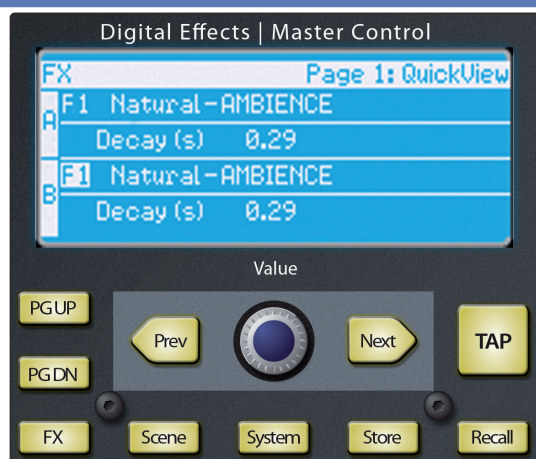 Digital Effects | Master Control
FX Page 1: QuickView
A F1 Natural-AMBIENCE
Decay (s) 0.29
B F1 Natural-AMBIENCE
Decay (s) 0.29
Value
PG UP
Prev
Next
TAP
PG DN
FX
Scene
System
Store
Recall